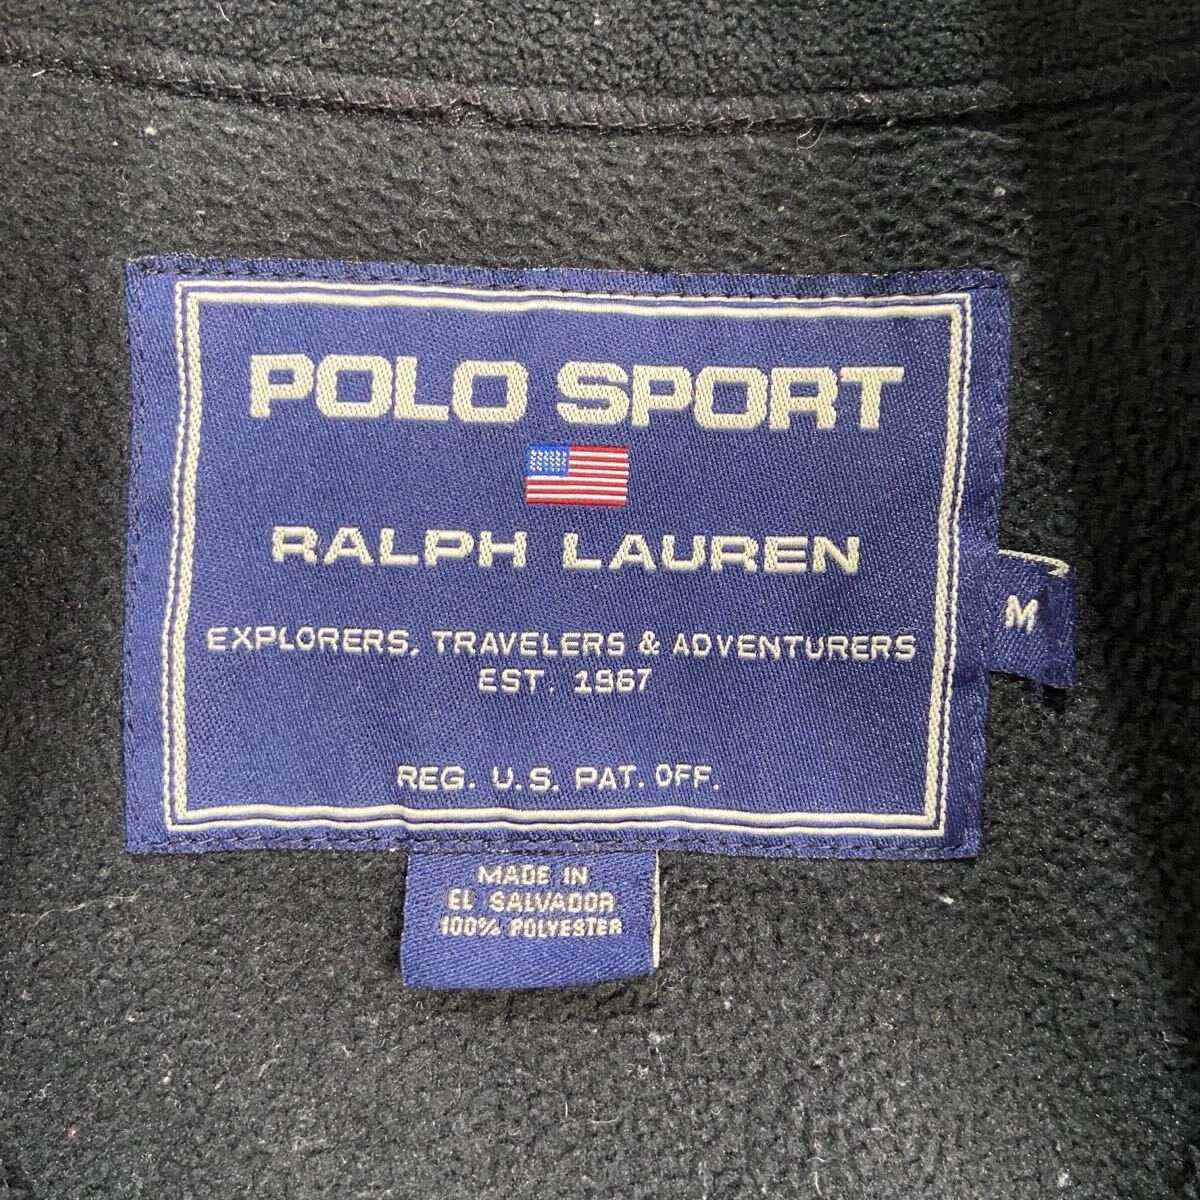 POLO SPORT
RALPH LAUREN
EXPLORERS, TRAVELERS & ADVENTURERS
EST. 1967
REG. U.S. PAT. OFF.
M
MADE IN
EL SALVADOR
100% POLYESTER